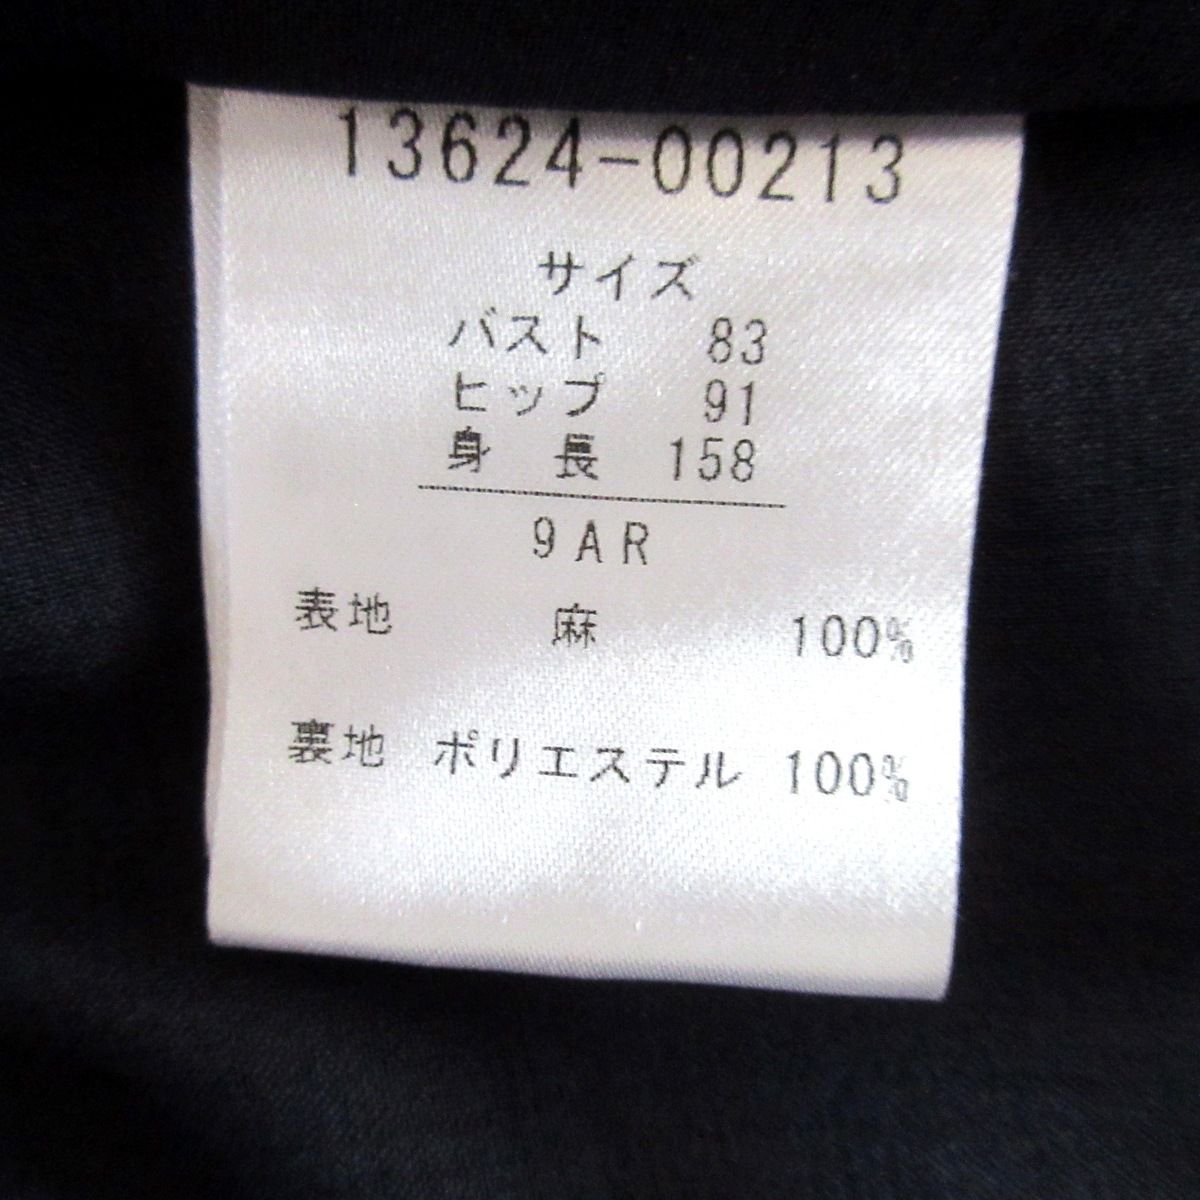 13624-00213
サイズ
バスト 83
ヒップ 91
身長 158
9AR
表地 麻 100%
裏地 ポリエステル 100%